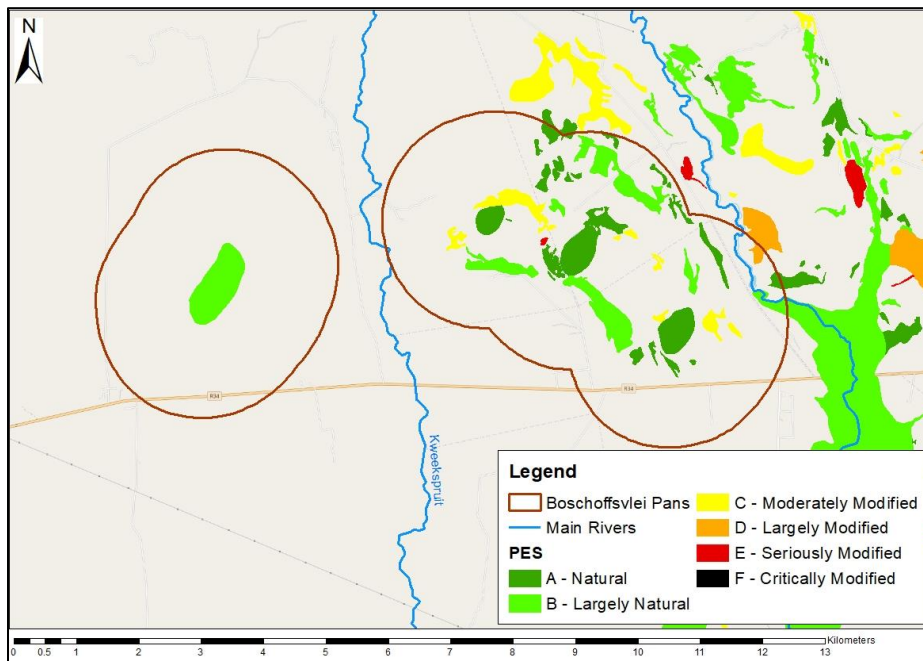 N
R34
R34
Kweekspruit
Legend
Boschoffsvlei Pans
Main Rivers
PES
A - Natural
B - Largely Natural
C - Moderately Modified
D - Largely Modified
E - Seriously Modified
F - Critically Modified
0 0.5 1 2 3 4 5 6 7 8 9 10 11 12 13
Kilometers